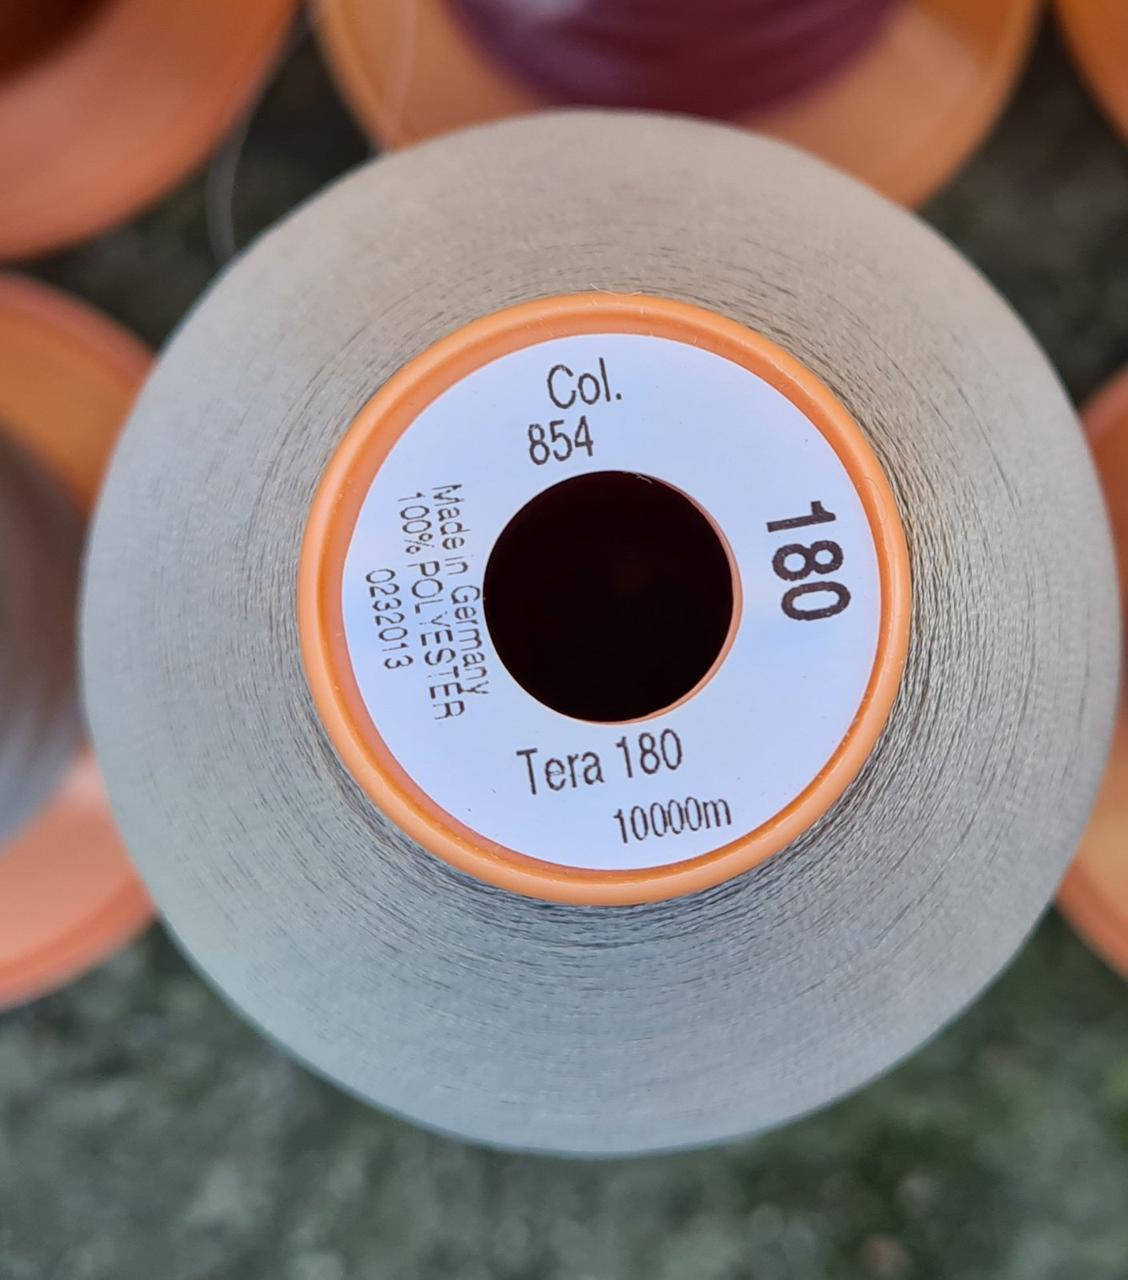 Col.
854
180
Made in Germany
100% POLYESTER
0232013
Tera 180
10000m